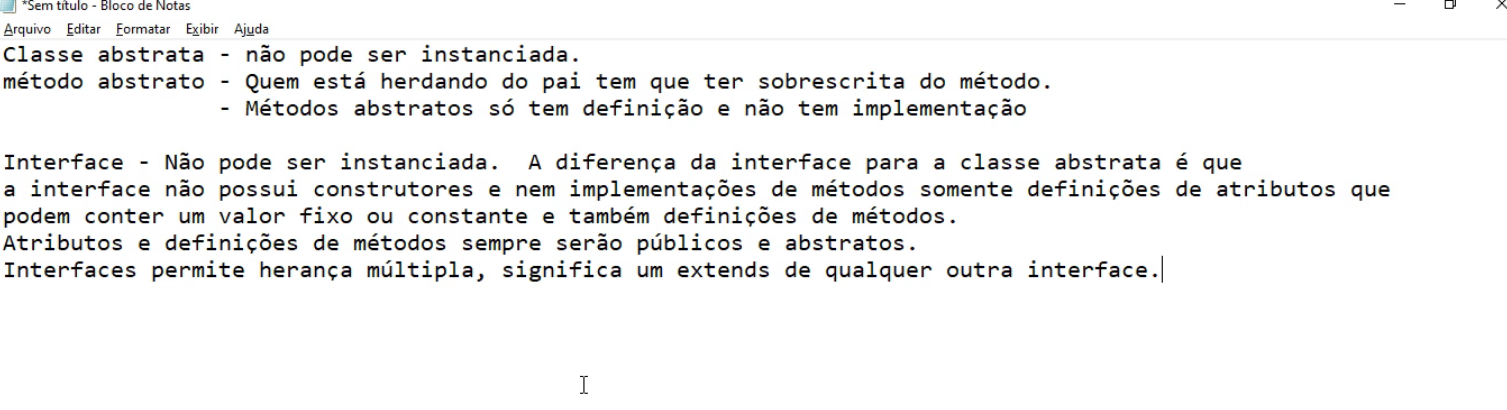 *Sem título - Bloco de Notas
Arquivo Editar Formatar Exibir Ajuda
Classe abstrata - não pode ser instanciada.
método abstrato - Quem está herdando do pai tem que ter sobrescrita do método.
- Métodos abstratos só tem definição e não tem implementação
Interface - Não pode ser instanciada. A diferença da interface para a classe abstrata é que
a interface não possui construtores e nem implementações de métodos somente definições de atributos que
podem conter um valor fixo ou constante e também definições de métodos.
Atributos e definições de métodos sempre serão públicos e abstratos.
Interfaces permite herança múltipla, significa um extends de qualquer outra interface.